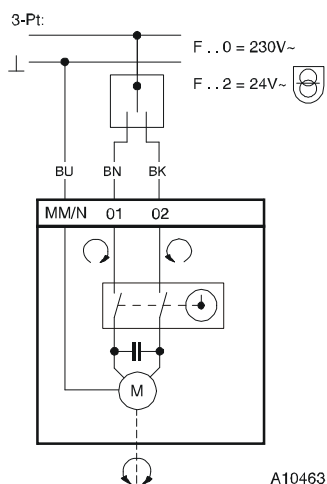 3-Pt:
F . . 0 = 230V~
⊥
F . . 2 = 24V~
BU BN BK
MM/N 01 02
M
A10463